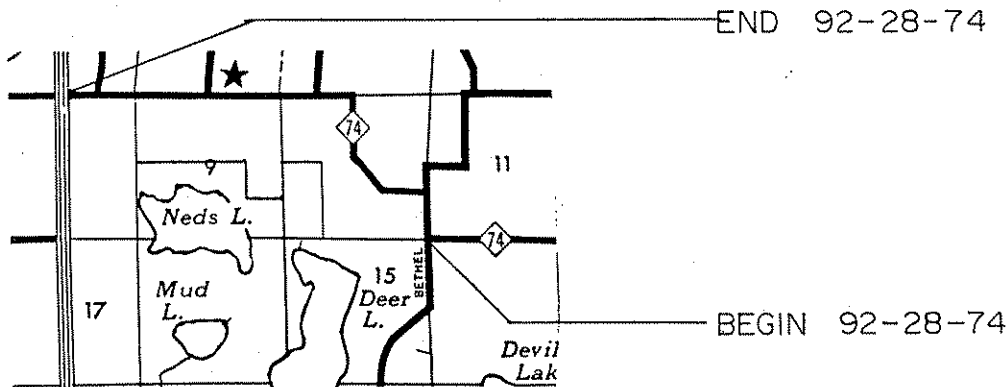 END 92-28-74
74
9
11
Neds L.
74
BETHEL
15
Deer
L.
17
Mud
L.
BEGIN 92-28-74
Devil
Lak